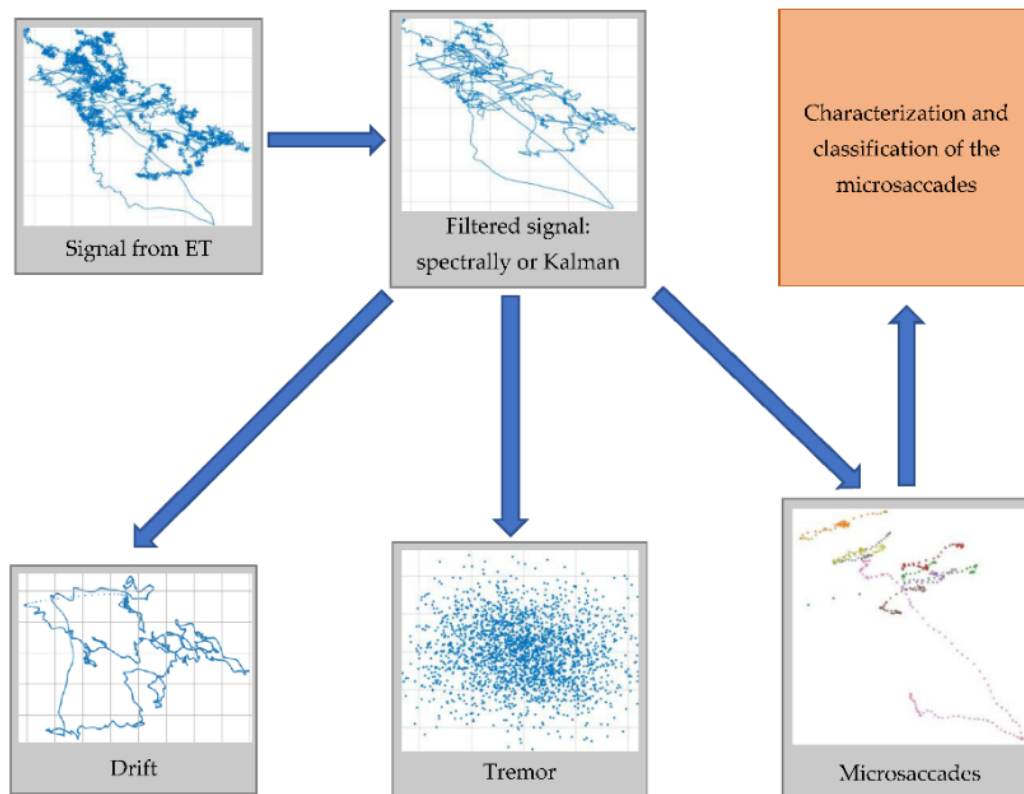 Signal from ET
Filtered signal:
spectrally or Kalman
Characterization and
classification of the
microsaccades
Drift
Tremor
Microsaccades